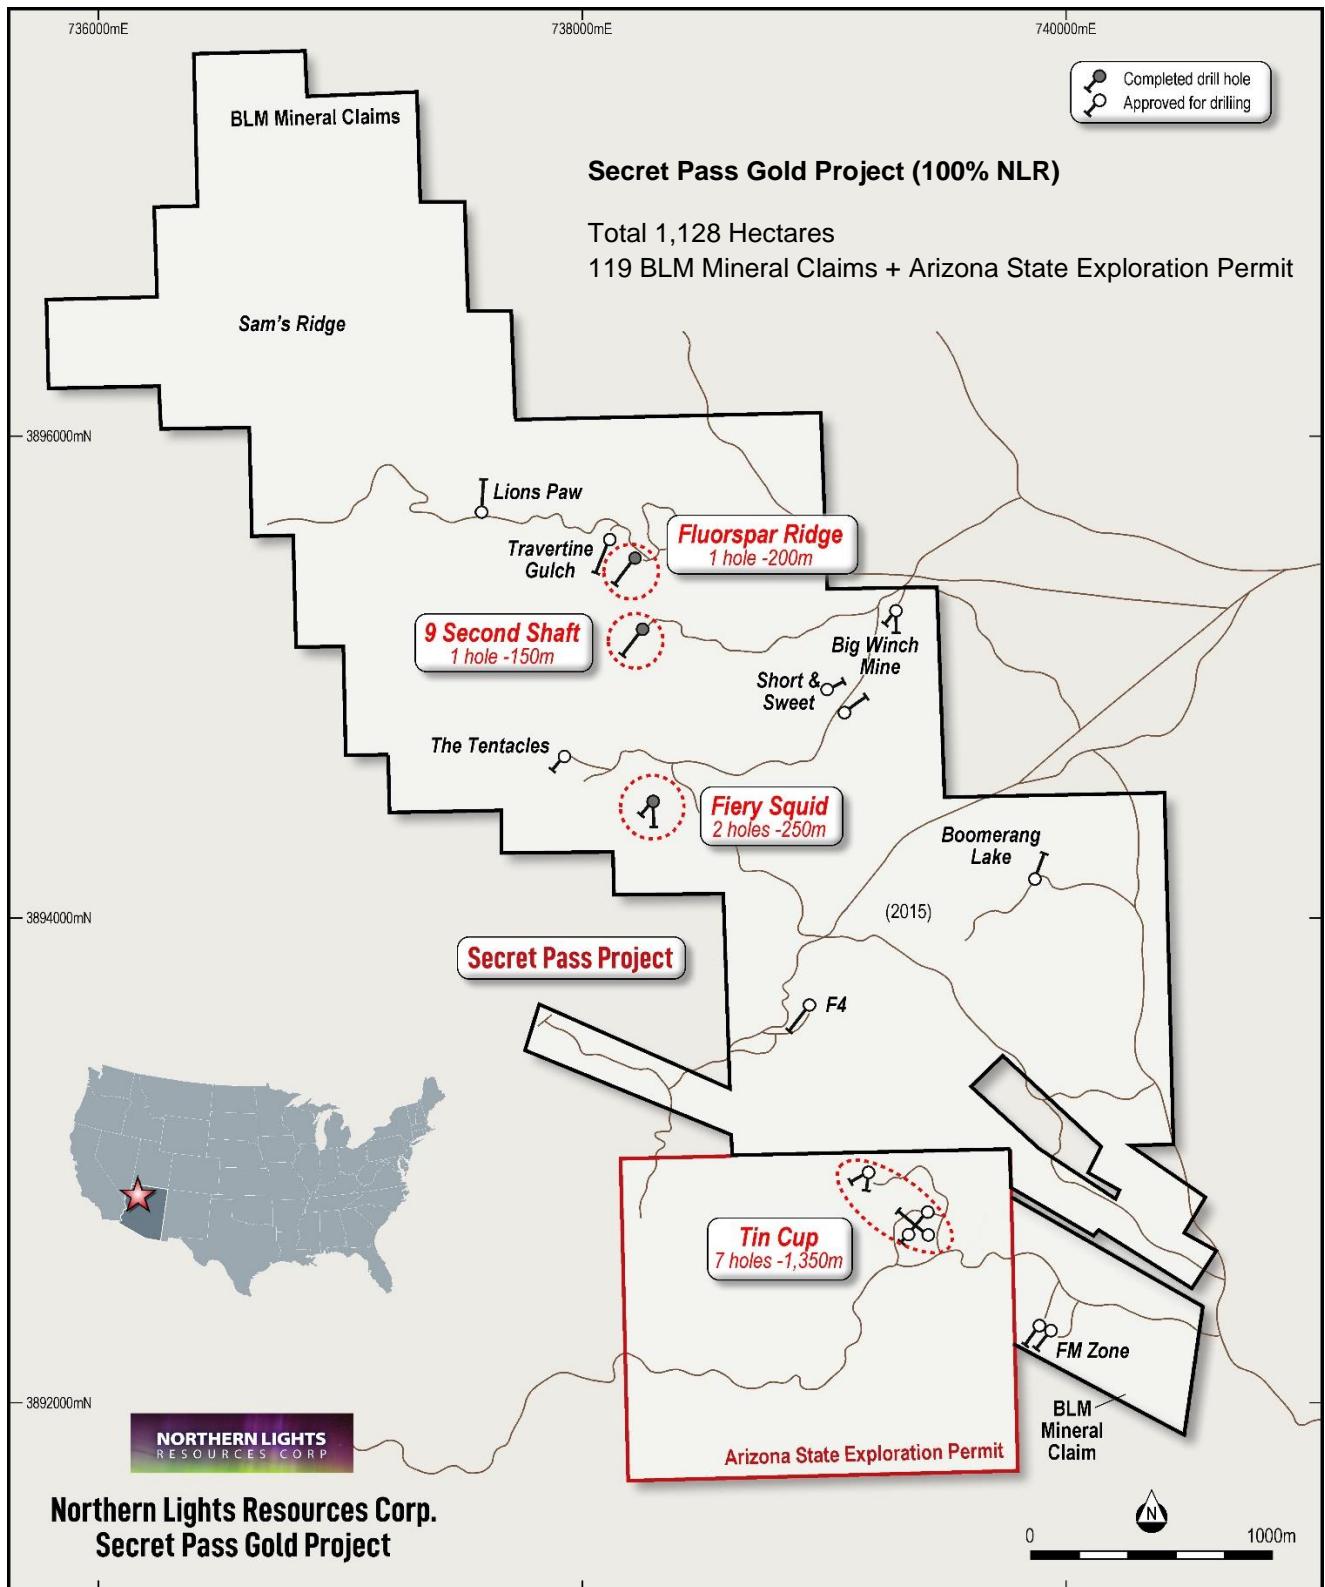 736000mE
738000mE
740000mE
Completed drill hole
Approved for drilling
BLM Mineral Claims
Secret Pass Gold Project (100% NLR)
Total 1,128 Hectares
119 BLM Mineral Claims + Arizona State Exploration Permit
Sam's Ridge
3896000mN
Lions Paw
Fluorspar Ridge
1 hole -200m
Travertine
Gulch
9 Second Shaft
1 hole -150m
Big Winch
Mine
Short &
Sweet
The Tentacles
Fiery Squid
2 holes -250m
Boomerang
Lake
(2015)
3894000mN
Secret Pass Project
F4
Tin Cup
7 holes -1,350m
FM Zone
3892000mN
BLM
Mineral
Claim
Arizona State Exploration Permit
NORTHERN LIGHTS
RESOURCES CORP
Northern Lights Resources Corp.
Secret Pass Gold Project
N
0
1000m